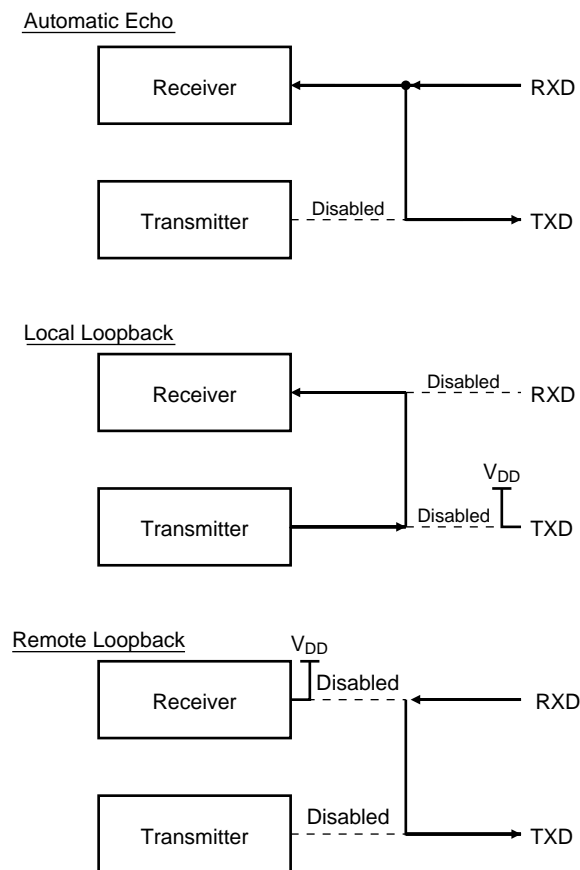 Automatic Echo
Receiver
RXD
Transmitter
Disabled
TXD
Local Loopback
Receiver
Disabled
RXD
VDD
Transmitter
Disabled
TXD
Remote Loopback
VDD
Receiver
Disabled
RXD
Transmitter
Disabled
TXD